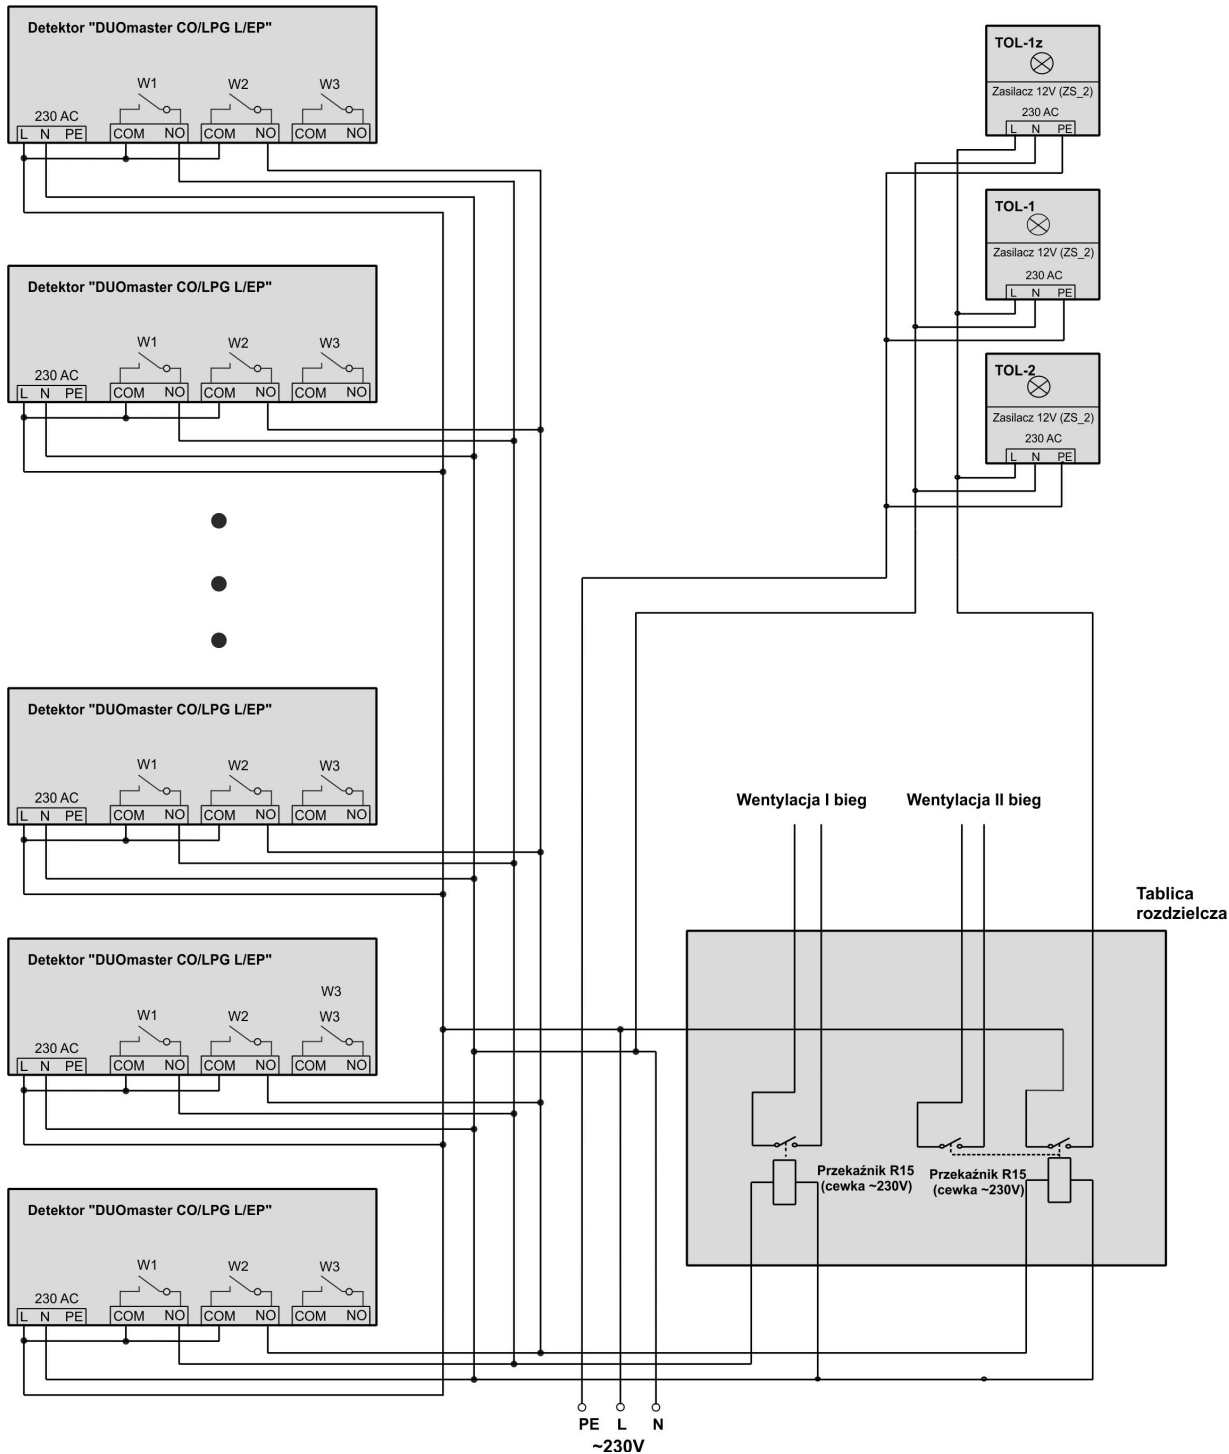 Detektor "DUOmaster CO/LPG L/EP"
W1 W2 W3
230 AC
L N PE COM NO COM NO COM NO
Detektor "DUOmaster CO/LPG L/EP"
W1 W2 W3
230 AC
L N PE COM NO COM NO COM NO
Detektor "DUOmaster CO/LPG L/EP"
W1 W2 W3
230 AC
L N PE COM NO COM NO COM NO
Detektor "DUOmaster CO/LPG L/EP"
W3
W1 W2 W3
230 AC
L N PE COM NO COM NO COM NO
Detektor "DUOmaster CO/LPG L/EP"
W1 W2 W3
230 AC
L N PE COM NO COM NO COM NO
TOL-1z
Zasilacz 12V (ZS_2)
230 AC
L N PE
TOL-1
Zasilacz 12V (ZS_2)
230 AC
L N PE
TOL-2
Zasilacz 12V (ZS_2)
230 AC
L N PE
Wentylacja I bieg
Wentylacja II bieg
Tablica
rozdzielcza
Przekaźnik R15
(cewka ~230V)
Przekaźnik R15
(cewka ~230V)
PE L N
~230V